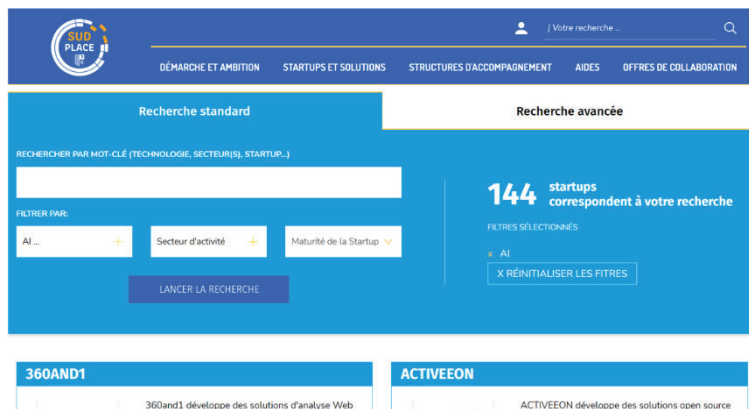 SUD
PLACE
| Votre recherche ...
DÉMARCHE ET AMBITION STARTUPS ET SOLUTIONS STRUCTURES D'ACCOMPAGNEMENT AIDES OFFRES DE COLLABORATION
Recherche standard Recherche avancée
RECHERCHER PAR MOT-CLÉ (TECHNOLOGIE, SECTEUR(S), STARTUP...)
144 startups
correspondent à votre recherche
FILTRER PAR:
FILTRES SÉLECTIONNÉS
AI ... + Secteur d'activité + Maturité de la Startup
x AI
X RÉINITIALISER LES FITRES
LANCER LA RECHERCHE
360AND1 ACTIVEEON
360and1 développe des solutions d'analyse Web ACTIVEEON développe des solutions open source